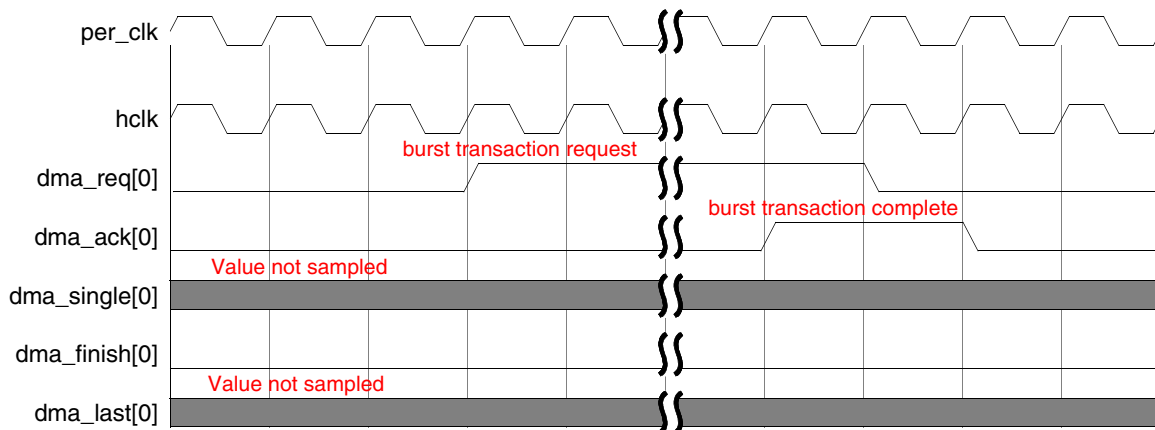 per_clk
hclk
burst transaction request
dma_req[0]
burst transaction complete
dma_ack[0]
Value not sampled
dma_single[0]
dma_finish[0]
Value not sampled
dma_last[0]